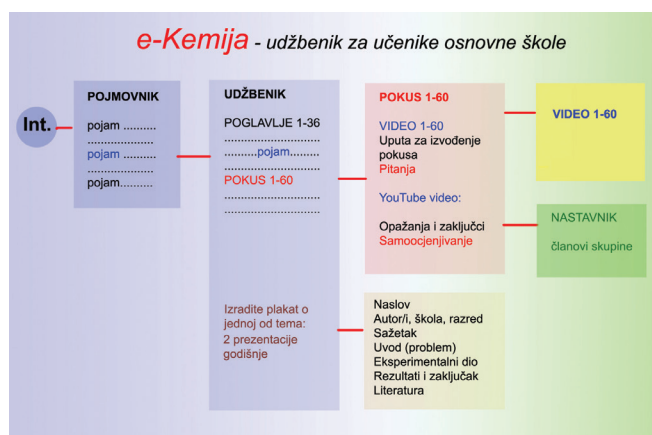 e-Kemija - udžbenik za učenike osnovne škole
Int.
POJMOVNIK
pojam ..........
..................
pojam ..........
..................
pojam..........
UDŽBENIK
POGLAVLJE 1-36
..........................
..........pojam........
..........................
POKUS 1-60
..........................
..........................
Izradite plakat o
jednoj od tema:
2 prezentacije
godišnje
POKUS 1-60
VIDEO 1-60
Uputa za izvođenje
pokusa
Pitanja
YouTube video:
Opažanja i zaključci
Samoocjenjivanje
VIDEO 1-60
NASTAVNIK
članovi skupine
Naslov
Autor/i, škola, razred
Sažetak
Uvod (problem)
Eksperimentalni dio
Rezultati i zaključak
Literatura